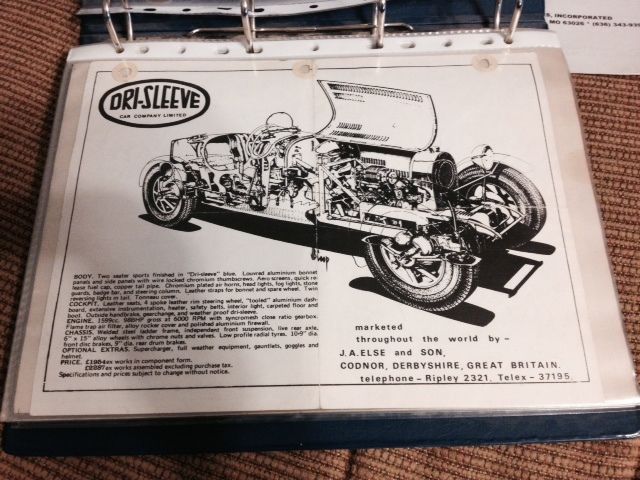 S, INCORPORATED
MO 63026 * (636) 343-939
DRI-SLEEVE
CAR COMPANY LIMITED
BODY. Two seater sports finished in "Dri-sleeve" blue. Louvred aluminium bonnet
panels and side panels with wire locked chromium thumbscrews. Aero screens, quick re-
lease fuel cap, copper tail pipe. Chromium plated air horns, head lights, fog lights, stone
guards, badge bar, and steering column. Leather straps for bonnet and spare wheel. Twin
reversing lights in tail. Tonneau cover.
COCKPIT. Leather seats, 4 spoke leather rim steering wheel, "tooled" aluminium dash-
board, extensive instrumentation, heater, safety belts, interior light, carpeted floor and
boot. Outside handbrake, gearchange, and weather proof dri-sleeve.
ENGINE. 1599cc. 98BHP gross at 6000 RPM with syncromesh close ratio gearbox.
Flame trap air filter, alloy rocker cover and polished aluminium firewall.
CHASSIS. Welded steel ladder frame, independent front suspension, live rear axle.
6" x 15" alloy wheels with chrome nuts and valves. Low profile radial tyres. 10·9" dia.
front disc brakes, 9" dia. rear drum brakes.
OPTIONAL EXTRAS. Supercharger, full weather equipment, gauntlets, goggles and
helmet.
PRICE. £1984ex works in component form.
£2887ex works assembled excluding purchase tax.
Specifications and prices subject to change without notice.
marketed
throughout the world by -
J.A.ELSE and SON,
CODNOR, DERBYSHIRE, GREAT BRITAIN.
telephone - Ripley 2321. Telex - 37195.